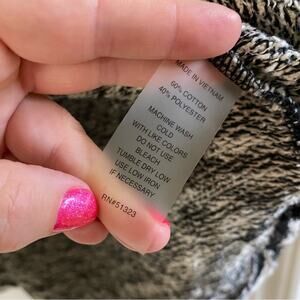 MADE IN VIETNAM
60% COTTON
40% POLYESTER
MACHINE WASH
COLD
WITH LIKE COLORS
DO NOT USE
BLEACH
TUMBLE DRY LOW
USE LOW IRON
IF NECESSARY
RN#51323